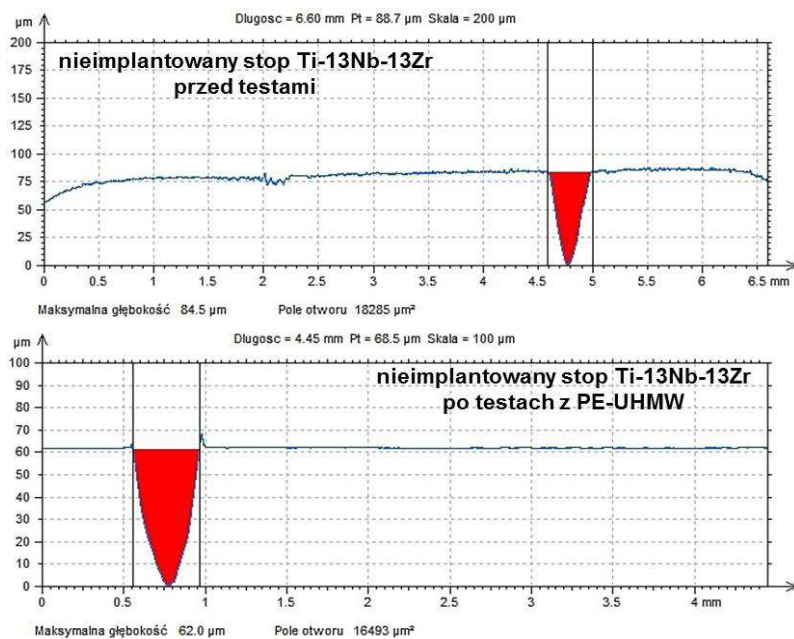 Dlugosc = 6.60 mm Pt = 88.7 µm Skala = 200 µm
µm
200
nieimplantowany stop Ti-13Nb-13Zr
175
przed testami
150
125
100
75
50
25
0
0 0.5 1 1.5 2 2.5 3 3.5 4 4.5 5 5.5 6 6.5 mm
Maksymalna głębokość 84.5 µm Pole otworu 18285 µm²
Dlugosc = 4.45 mm Pt = 68.5 µm Skala = 100 µm
µm
100
nieimplantowany stop Ti-13Nb-13Zr
90
po testach z PE-UHMW
80
70
60
50
40
30
20
10
0
0 0.5 1 1.5 2 2.5 3 3.5 4 mm
Maksymalna głębokość 62.0 µm Pole otworu 16493 µm²